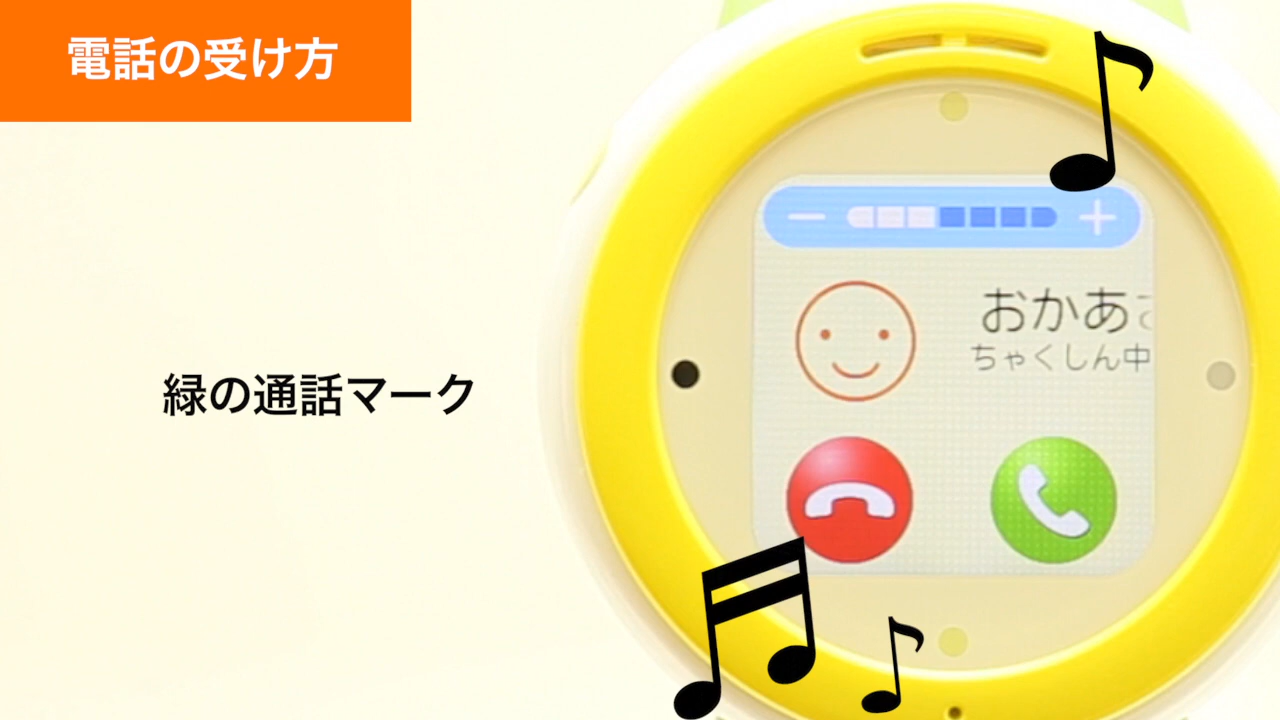 電話の受け方
緑の通話マーク
おかあさ
ちゃくしん中